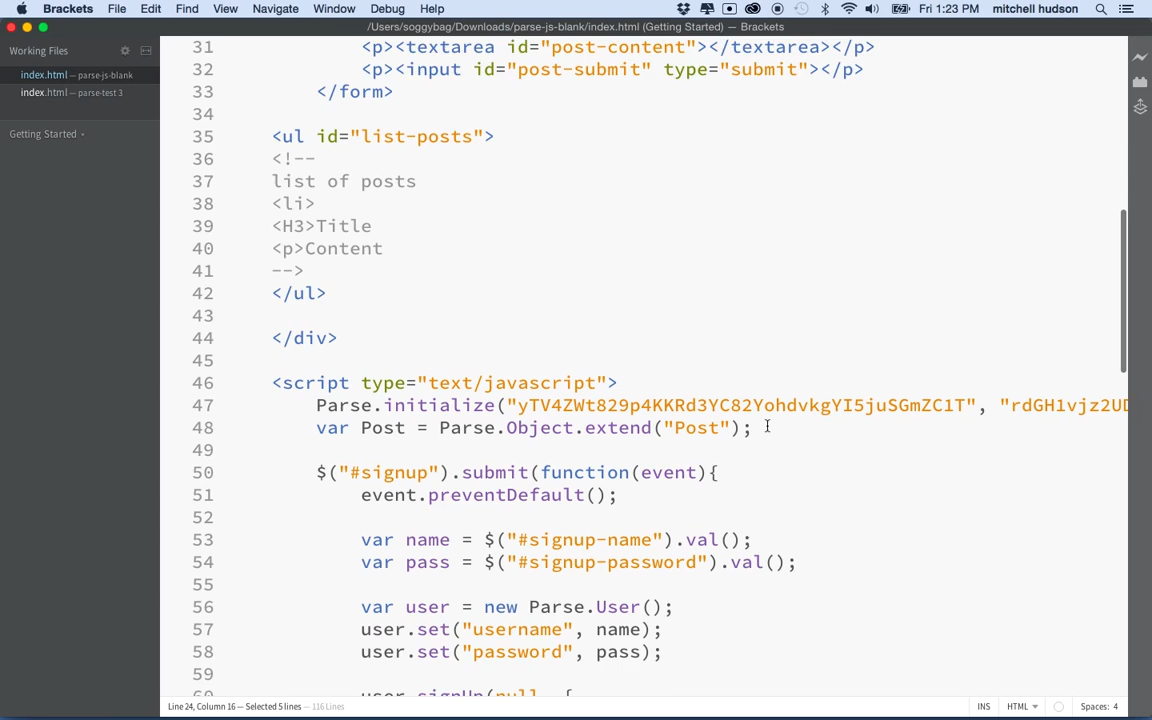 Brackets File Edit Find View Navigate Window Debug Help Fri 1:23 PM mitchell hudson
/Users/soggybag/Downloads/parse-js-blank/index.html (Getting Started) — Brackets
Working Files
index.html — parse-js-blank
index.html — parse-test 3
Getting Started
31 <p><textarea id="post-content"></textarea></p>
32 <p><input id="post-submit" type="submit"></p>
33 </form>
34
35 <ul id="list-posts">
36 <!--
37 list of posts
38 <li>
39 <H3>Title
40 <p>Content
41 -->
42 </ul>
43
44 </div>
45
46 <script type="text/javascript">
47 Parse.initialize("yTV4ZWt829p4KKRd3YC82YohdvkgYI5juSGmZC1T", "rdGH1vjz2UD
48 var Post = Parse.Object.extend("Post");
49
50 $("#signup").submit(function(event){
51 event.preventDefault();
52
53 var name = $("#signup-name").val();
54 var pass = $("#signup-password").val();
55
56 var user = new Parse.User();
57 user.set("username", name);
58 user.set("password", pass);
59
60 user.signUp(null, {
Line 24, Column 16 — Selected 5 lines — 116 Lines INS HTML Spaces: 4